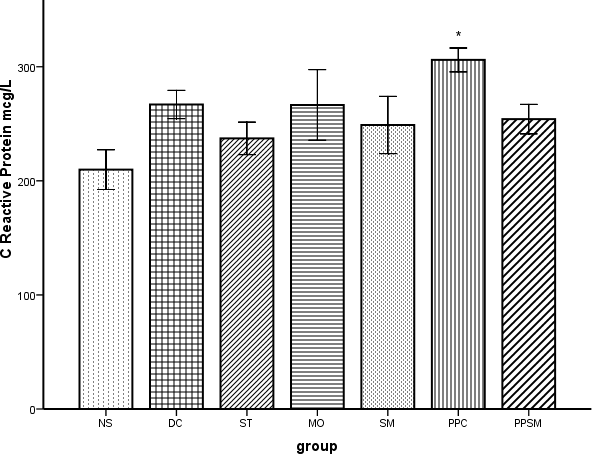 C Reactive Protein mcg/L
*
300
200
100
0
NS DC ST MO SM PPC PPSM
group